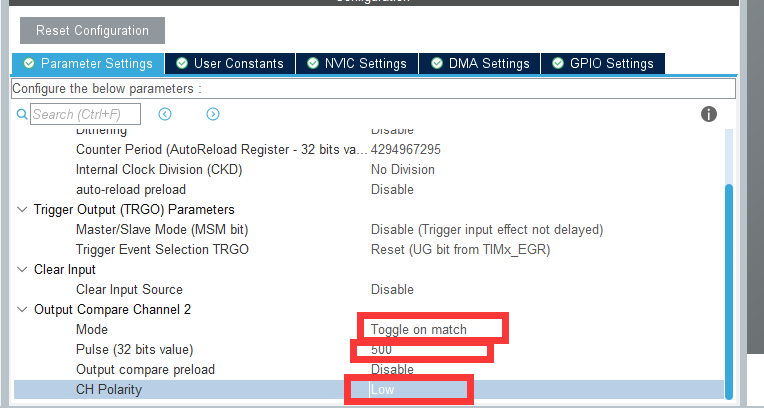 Configuration
Reset Configuration
Parameter Settings User Constants NVIC Settings DMA Settings GPIO Settings
Configure the below parameters :
Search (Ctrl+F)
Dithering Disable
Counter Period (AutoReload Register - 32 bits va... 4294967295
Internal Clock Division (CKD) No Division
auto-reload preload Disable
Trigger Output (TRGO) Parameters
Master/Slave Mode (MSM bit) Disable (Trigger input effect not delayed)
Trigger Event Selection TRGO Reset (UG bit from TIMx_EGR)
Clear Input
Clear Input Source Disable
Output Compare Channel 2
Mode Toggle on match
Pulse (32 bits value) 500
Output compare preload Disable
CH Polarity Low